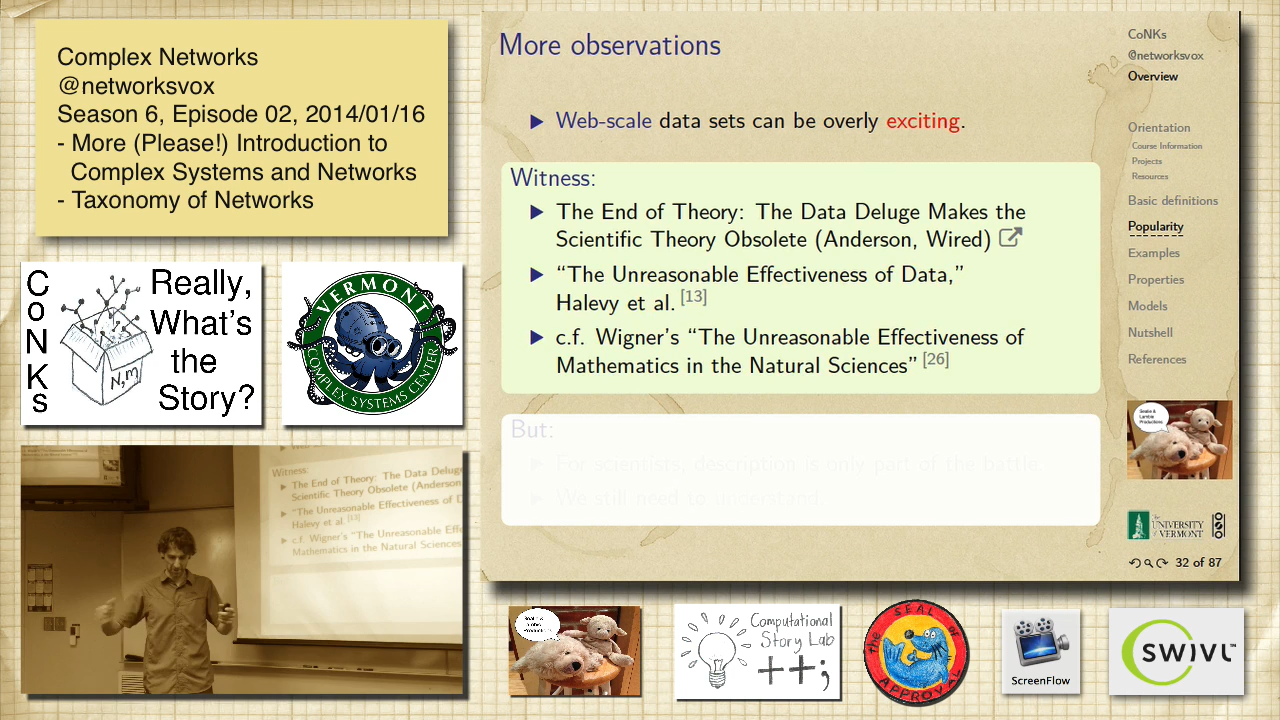 Complex Networks
@networksvox
Season 6, Episode 02, 2014/01/16
- More (Please!) Introduction to
Complex Systems and Networks
- Taxonomy of Networks
CoNKs
Really,
What's
the
Story?
N,m
VERMONT
COMPLEX SYSTEMS CENTER
Witness:
The End of Theory: The Data Deluge
Scientific Theory Obsolete (Anderson
"The Unreasonable Effectiveness of D
Halevy et al. [13]
c.f. Wigner's "The Unreasonable Effe
Mathematics in the Natural Sciences
More observations
▶ Web-scale data sets can be overly exciting.
Witness:
▶ The End of Theory: The Data Deluge Makes the
Scientific Theory Obsolete (Anderson, Wired)
▶ “The Unreasonable Effectiveness of Data,”
Halevy et al. [13]
▶ c.f. Wigner's “The Unreasonable Effectiveness of
Mathematics in the Natural Sciences” [26]
But:
▶ For scientists, description is only part of the battle.
▶ We still need to understand.
CoNKs
@networksvox
Overview
Orientation
Course Information
Projects
Resources
Basic definitions
Popularity
Examples
Properties
Models
Nutshell
References
Sealie &
Lambie
Productions
The
UNIVERSITY
of VERMONT
32 of 87
Sealie &
Lambie
Productions
Computational
Story Lab
++;
the SEAL of
APPROVAL
ScreenFlow
SWIVL™